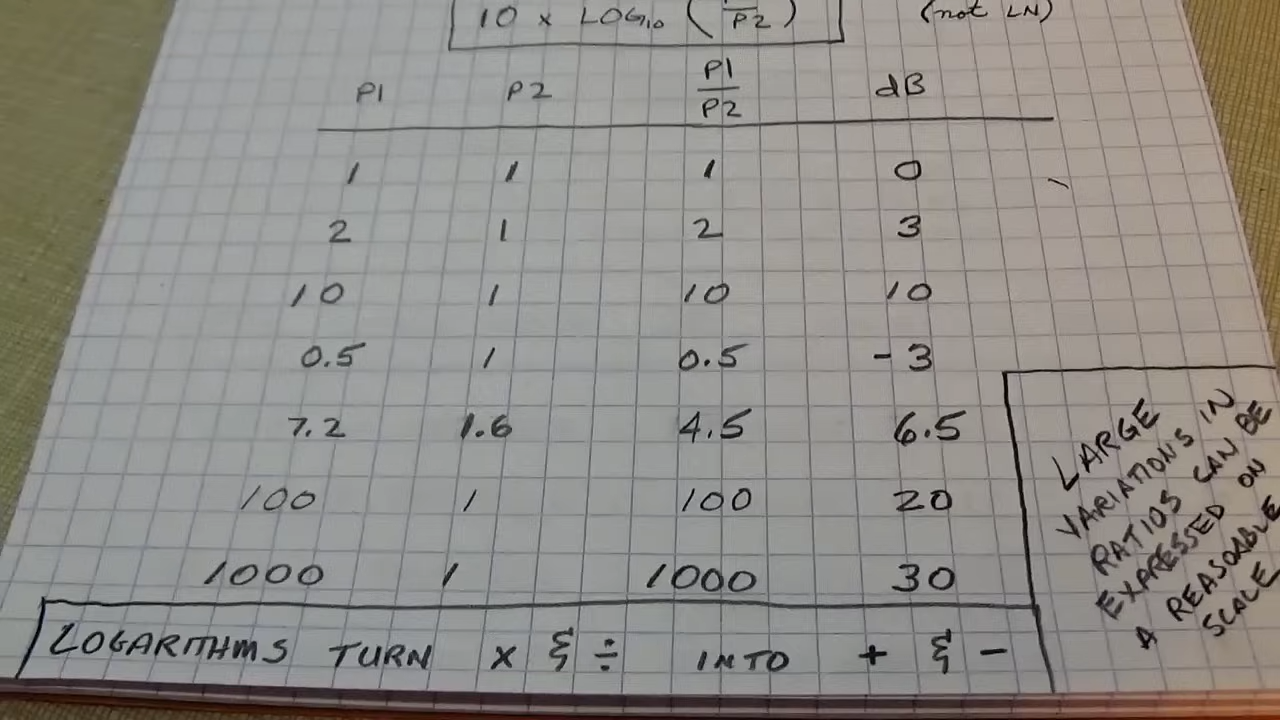 10 × LOG10 ( P1/P2 ) (not LN)
P1 P2 P1/P2 dB
1 1 1 0
2 1 2 3
10 1 10 10
0.5 1 0.5 -3
7.2 1.6 4.5 6.5
100 1 100 20
1000 1 1000 30
LOGARITHMS TURN × & ÷ INTO + & -
LARGE
VARIATIONS IN
RATIOS CAN BE
EXPRESSED ON
A REASONABLE
SCALE